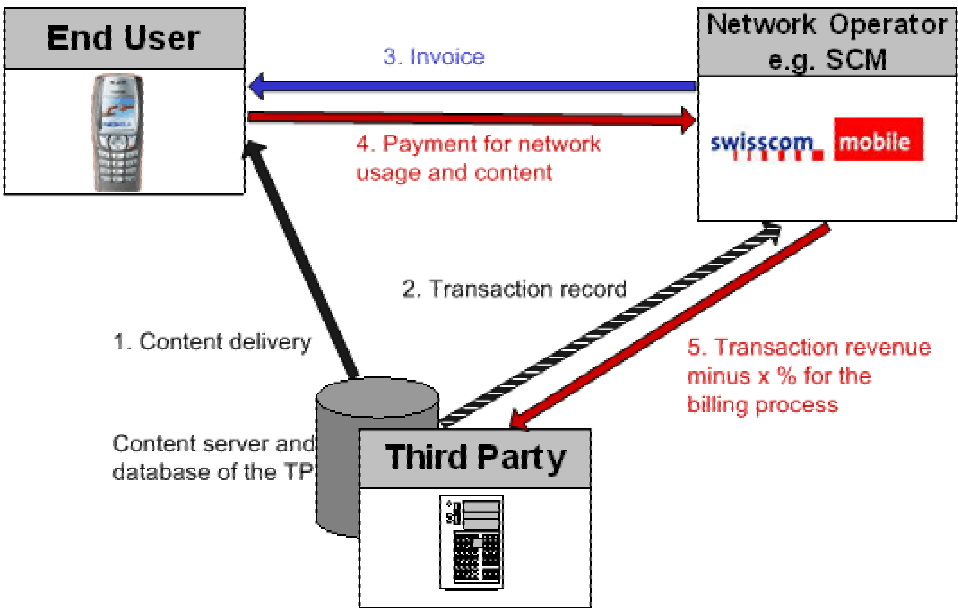 End User
Network Operator
e.g. SCM
3. Invoice
4. Payment for network
usage and content
swisscom mobile
2. Transaction record
1. Content delivery
5. Transaction revenue
minus x % for the
billing process
Content server and
database of the TP
Third Party